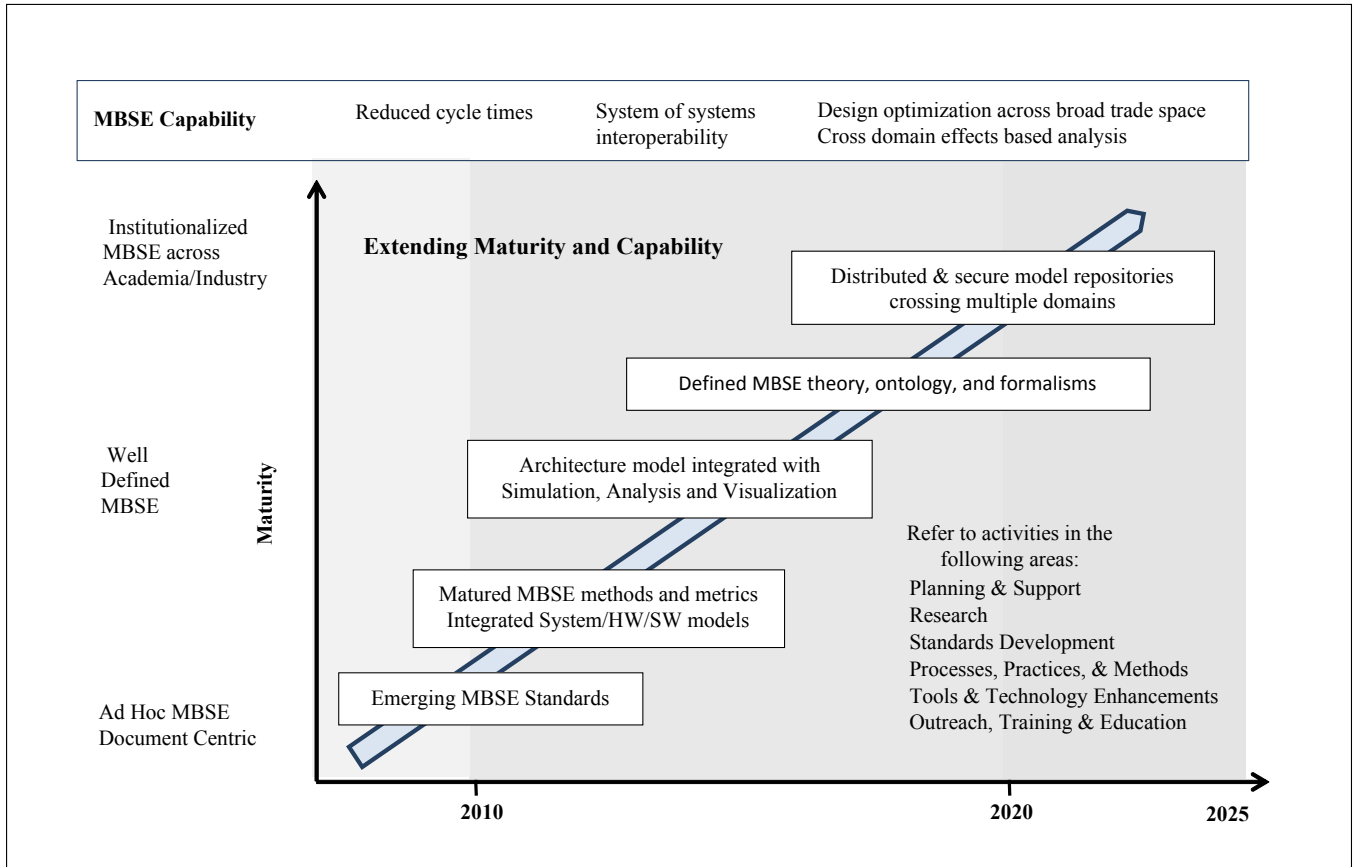 MBSE Capability
Reduced cycle times
System of systems
interoperability
Design optimization across broad trade space
Cross domain effects based analysis
Institutionalized
MBSE across
Academia/Industry
Extending Maturity and Capability
Distributed & secure model repositories
crossing multiple domains
Defined MBSE theory, ontology, and formalisms
Well
Defined
MBSE
Maturity
Architecture model integrated with
Simulation, Analysis and Visualization
Refer to activities in the
following areas:
Planning & Support
Research
Standards Development
Processes, Practices, & Methods
Tools & Technology Enhancements
Outreach, Training & Education
Matured MBSE methods and metrics
Integrated System/HW/SW models
Emerging MBSE Standards
Ad Hoc MBSE
Document Centric
2010
2020
2025